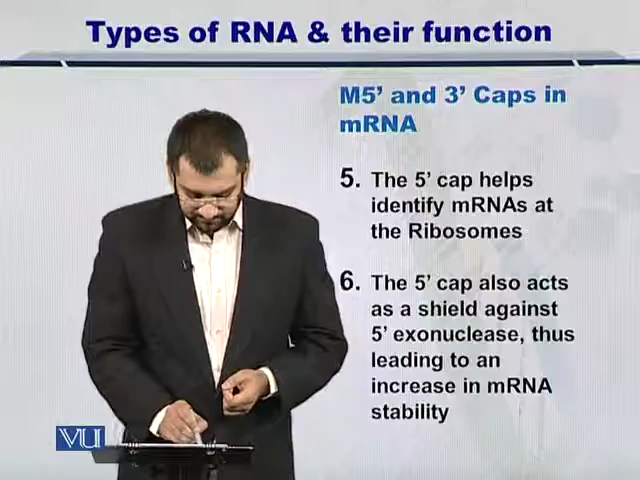 Types of RNA & their function
M5' and 3' Caps in
mRNA
5. The 5' cap helps
identify mRNAs at
the Ribosomes
6. The 5' cap also acts
as a shield against
5' exonuclease, thus
leading to an
increase in mRNA
stability
VU